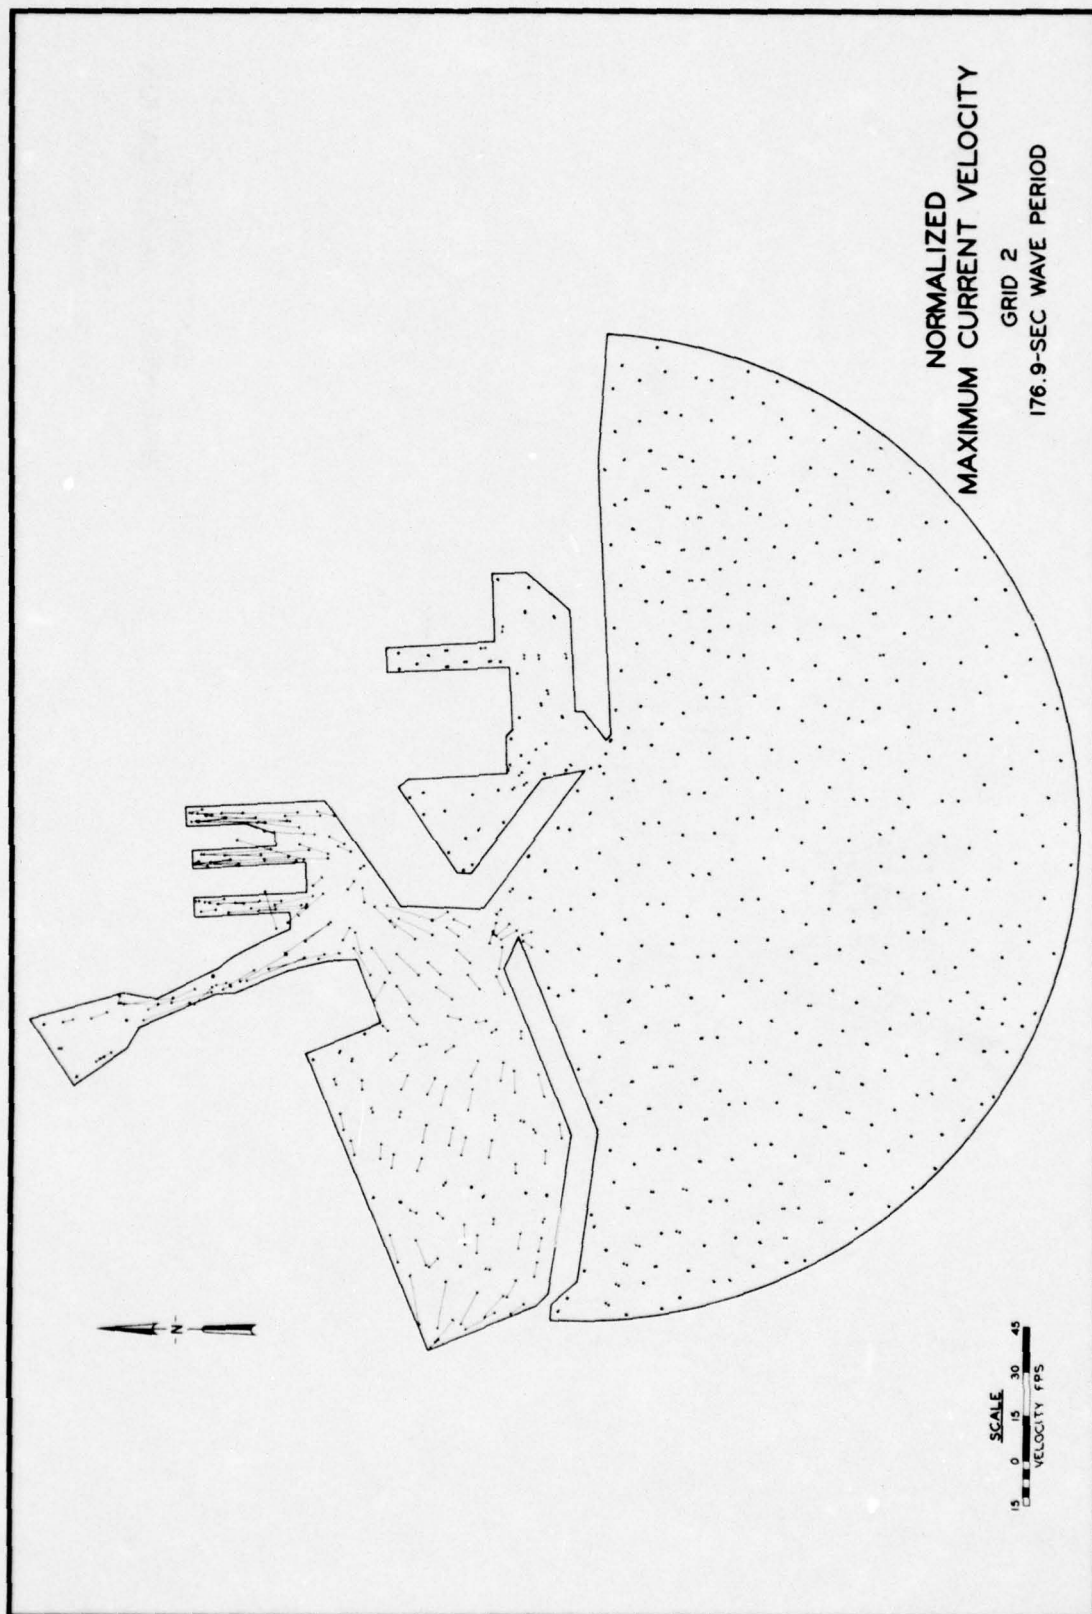 NORMALIZED
MAXIMUM CURRENT VELOCITY
GRID 2
176.9-SEC WAVE PERIOD
N
SCALE
15 0 15 30 45
VELOCITY FPS